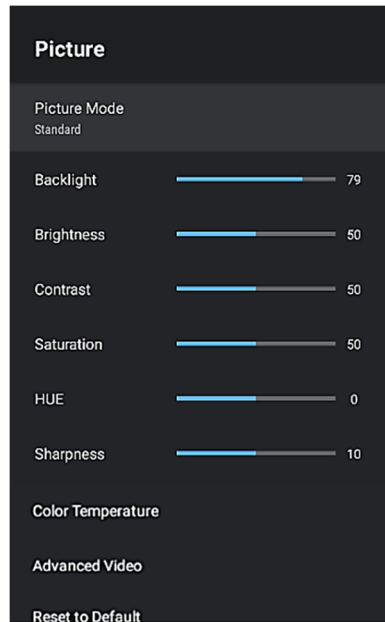 Picture
Picture Mode
Standard
Backlight 79
Brightness 50
Contrast 50
Saturation 50
HUE 0
Sharpness 10
Color Temperature
Advanced Video
Reset to Default